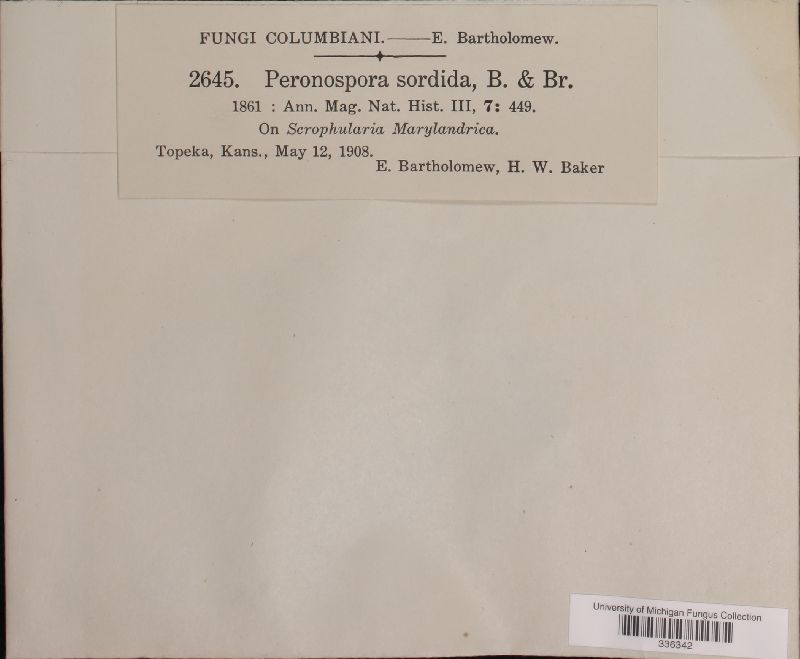 FUNGI COLUMBIANI.——E. Bartholomew.
2645. Peronospora sordida, B. & Br.
1861 : Ann. Mag. Nat. Hist. III, 7: 449.
On Scrophularia Marylandrica.
Topeka, Kans., May 12, 1908.
E. Bartholomew, H. W. Baker
University of Michigan Fungus Collection
336342